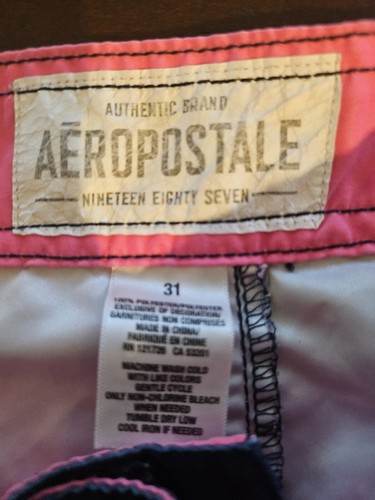 AUTHENTIC BRAND
AĒROPOSTALE
NINETEEN EIGHTY SEVEN
31
100% POLYESTER/POLYESTER
EXCLUSIVE OF DECORATION/
GARNITURES NON COMPRISES
MADE IN CHINA/
FABRIQUÉ EN CHINE
RN 121726 CA 53201
MACHINE WASH COLD
WITH LIKE COLORS
GENTLE CYCLE
ONLY NON-CHLORINE BLEACH
WHEN NEEDED
TUMBLE DRY LOW
COOL IRON IF NEEDED